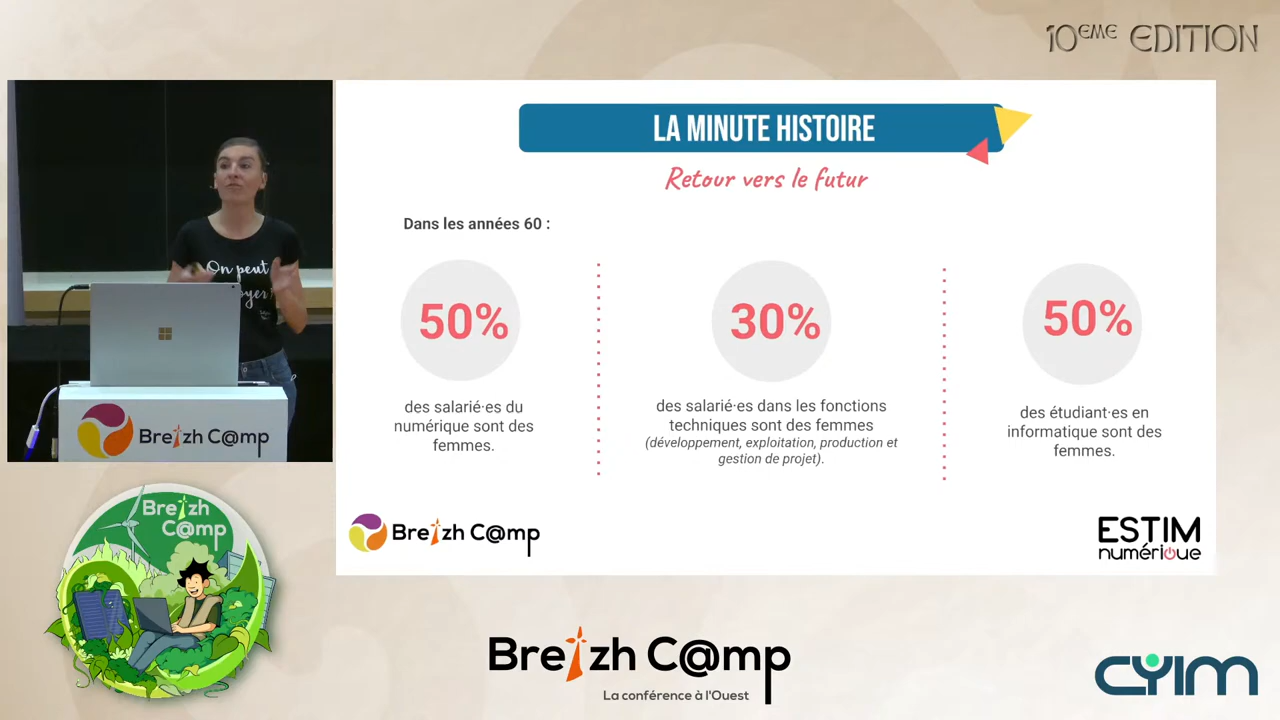 10EME EDITION
LA MINUTE HISTOIRE
Retour vers le futur
Dans les années 60 :
50%
30%
50%
des salarié·es du
numérique sont des
femmes.
des salarié·es dans les fonctions
techniques sont des femmes
(développement, exploitation, production et
gestion de projet).
des étudiant·es en
informatique sont des
femmes.
On peut
Breizh C@mp
Breizh C@mp
ESTIM
numérique
Breizh
C@mp
Breizh C@mp
La conférence à l'Ouest
CYIM